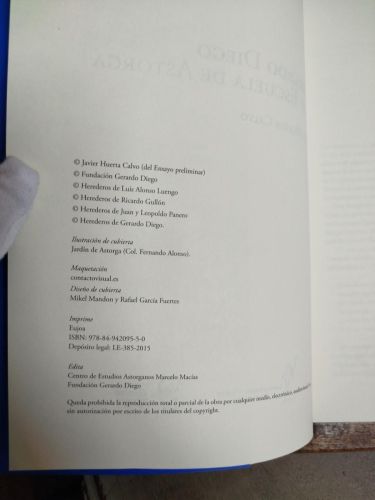 © Javier Huerta Calvo (del Ensayo preliminar)
© Fundación Gerardo Diego
© Herederos de Luis Alonso Luengo
© Herederos de Ricardo Gullón
© Herederos de Juan y Leopoldo Panero
© Herederos de Gerardo Diego.
Ilustración de cubierta
Jardín de Astorga (Col. Fernando Alonso).
Maquetación
contactovisual.es
Diseño de cubierta
Mikel Mandon y Rafael García Fuertes
Imprime
Eujoa
ISBN: 978-84-942095-5-0
Depósito legal: LE-385-2015
Edita
Centro de Estudios Astorganos Marcelo Macías
Fundación Gerardo Diego
Queda prohibida la reproducción total o parcial de la obra por cualquier medio, electrónico, audiovisual
sin autorización por escrito de los titulares del copyright.